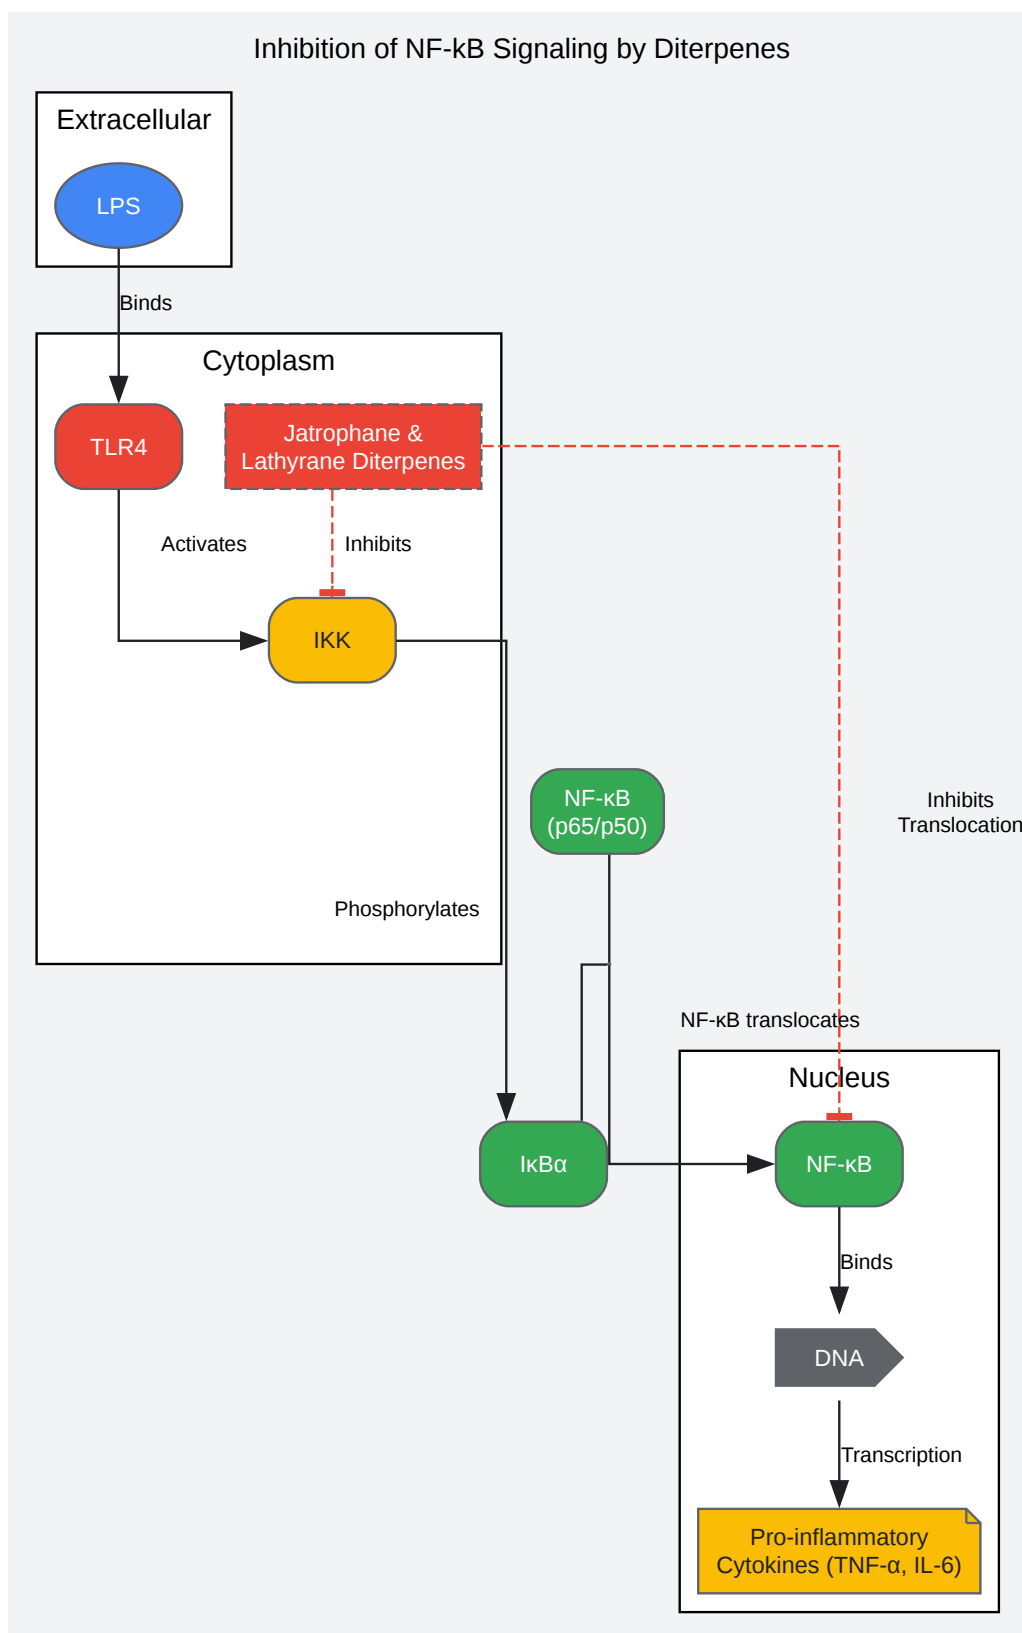 Inhibition of NF-kB Signaling by Diterpenes
Extracellular
LPS
Binds
Cytoplasm
TLR4
Jatrophane &
Lathyrane Diterpenes
Activates
Inhibits
IKK
NF-κB
(p65/p50)
Inhibits
Translocation
Phosphorylates
NF-κB translocates
Nucleus
IκBα
NF-κB
Binds
DNA
Transcription
Pro-inflammatory
Cytokines (TNF-α, IL-6)